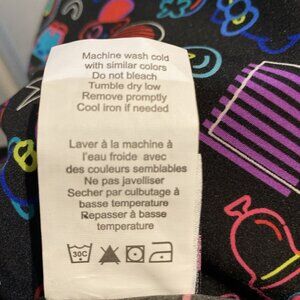 Machine wash cold
with similar colors
Do not bleach
Tumble dry low
Remove promptly
Cool iron if needed
Laver à la machine à
l'eau froide avec
des couleurs semblables
Ne pas javelliser
Secher par culbutage à
basse temperature
Repasser à basse
temperature
30C